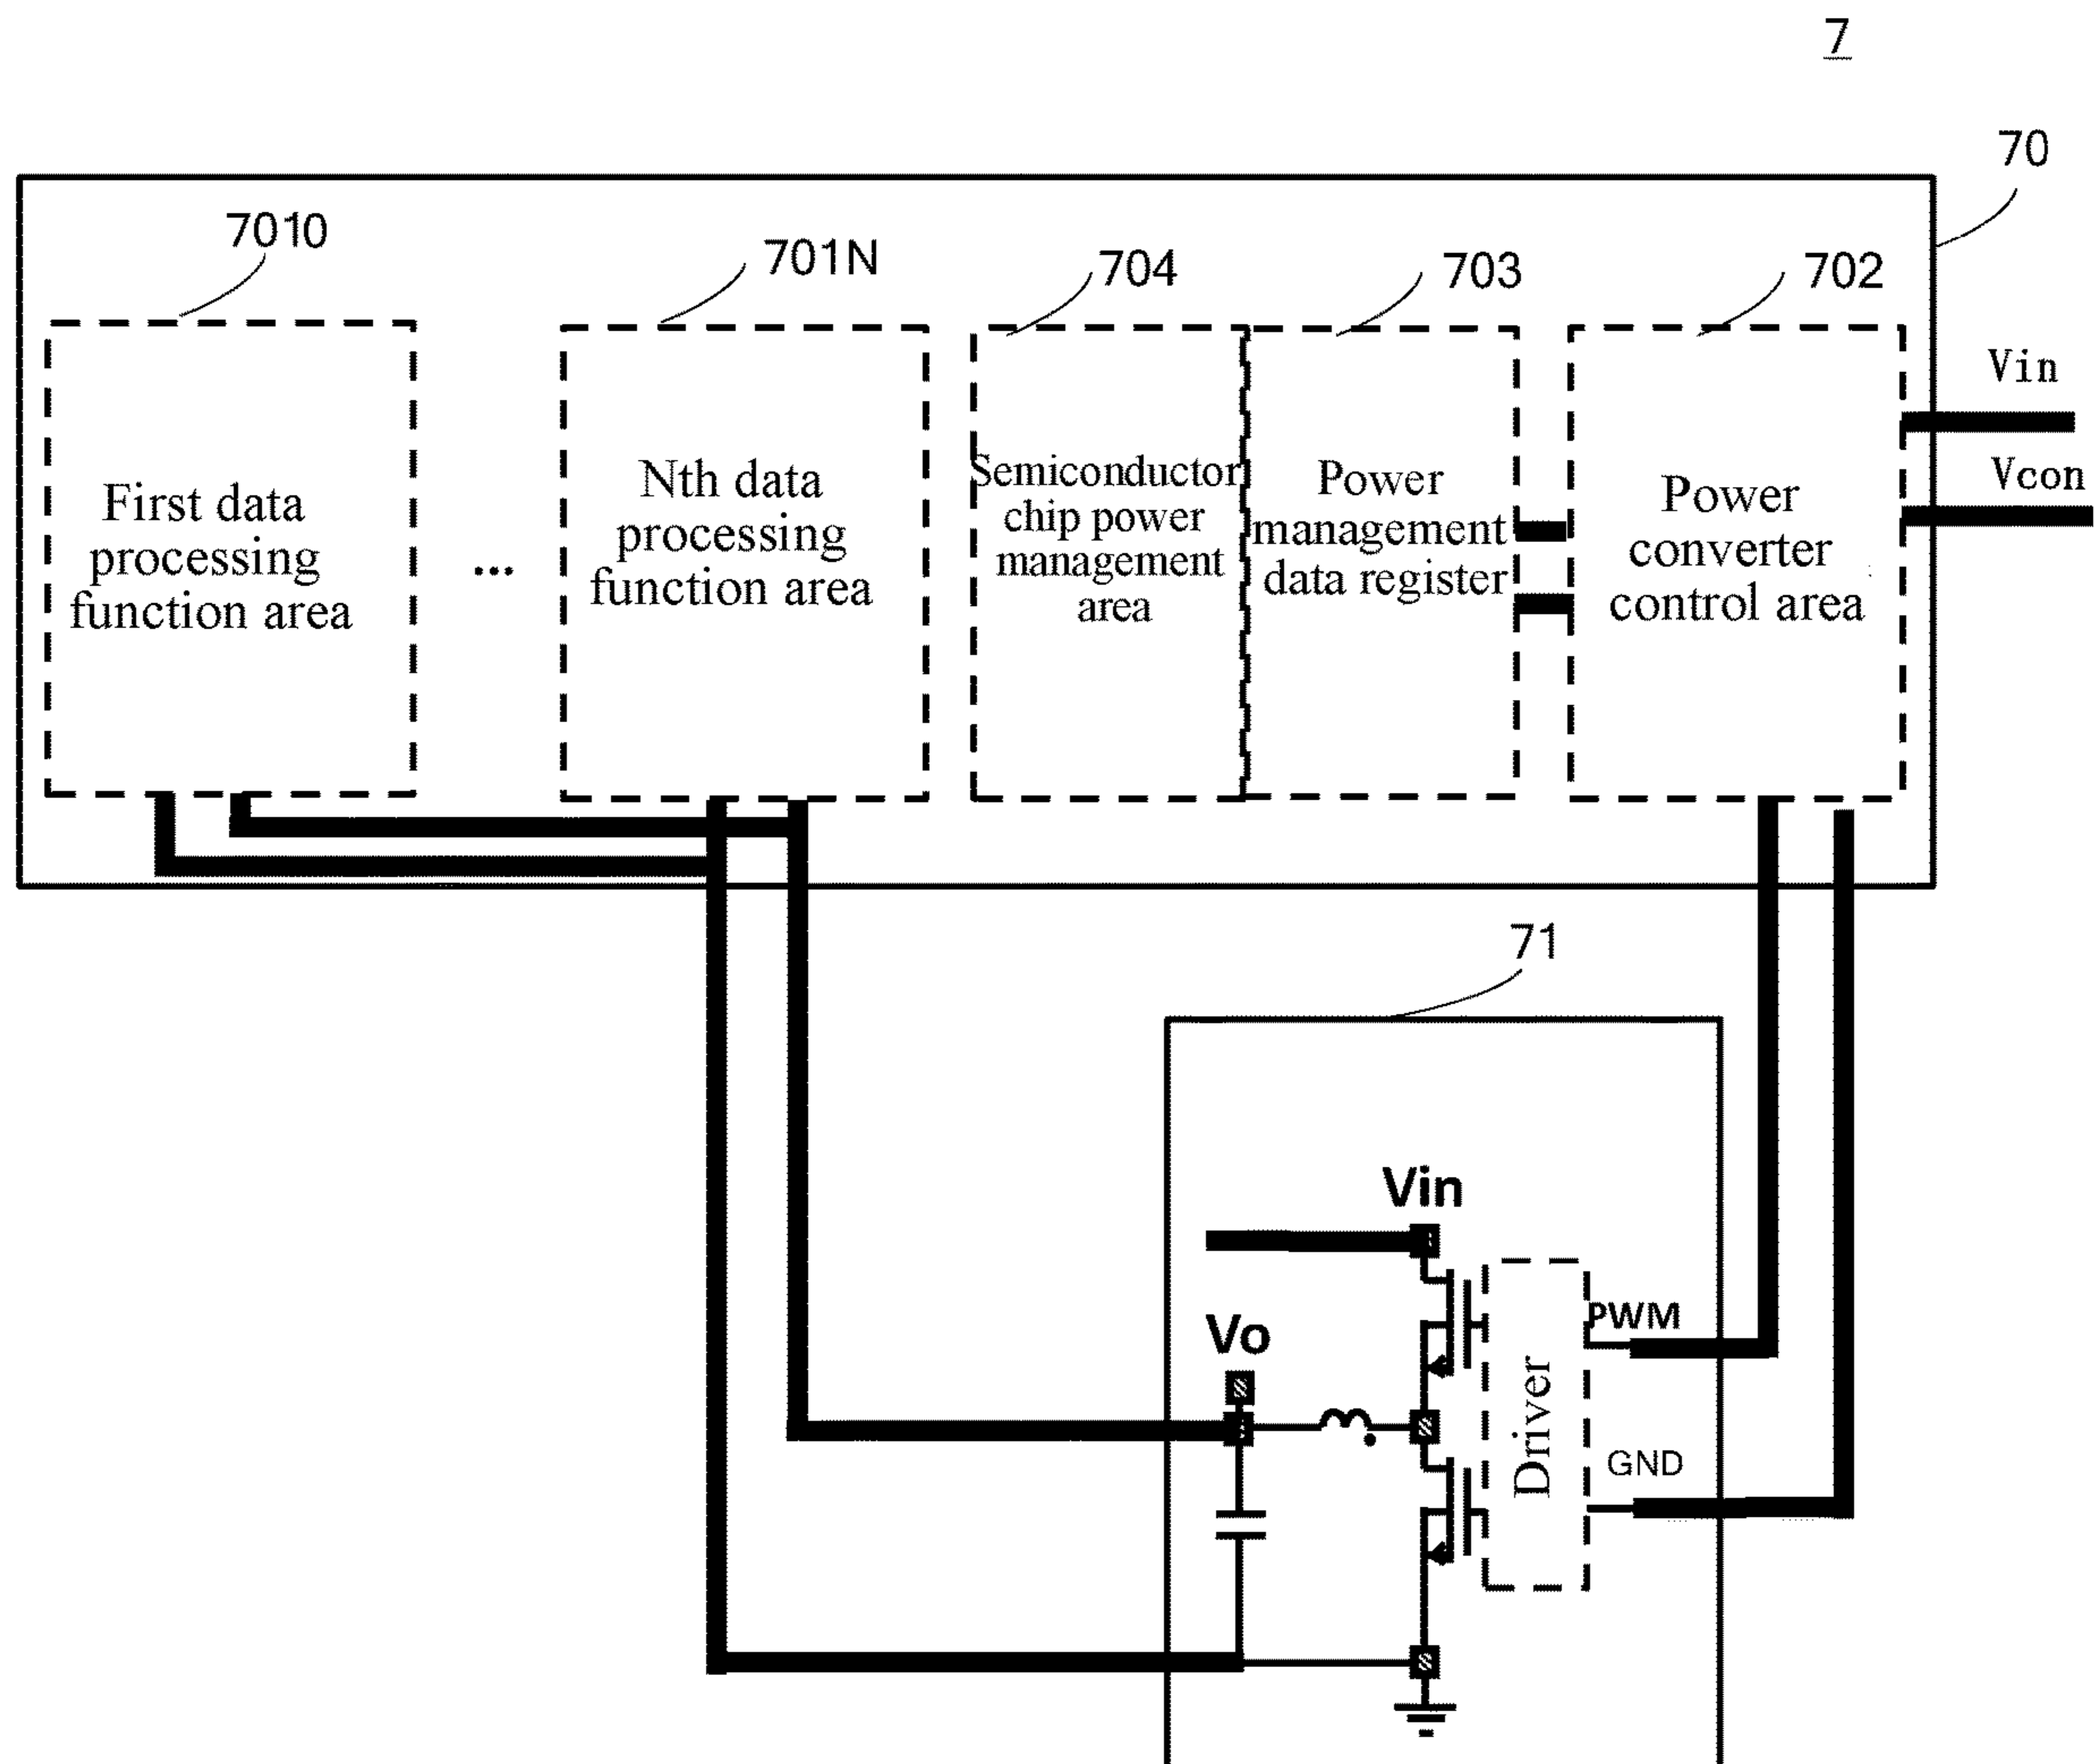 7
70
7010
701N
704
703
702
Vin
Vcon
First data
processing
function area
...
Nth data
processing
function area
Semiconductor
chip power
management
area
Power
management
data register
Power
converter
control area
71
Vin
Vo
PWM
Driver
GND